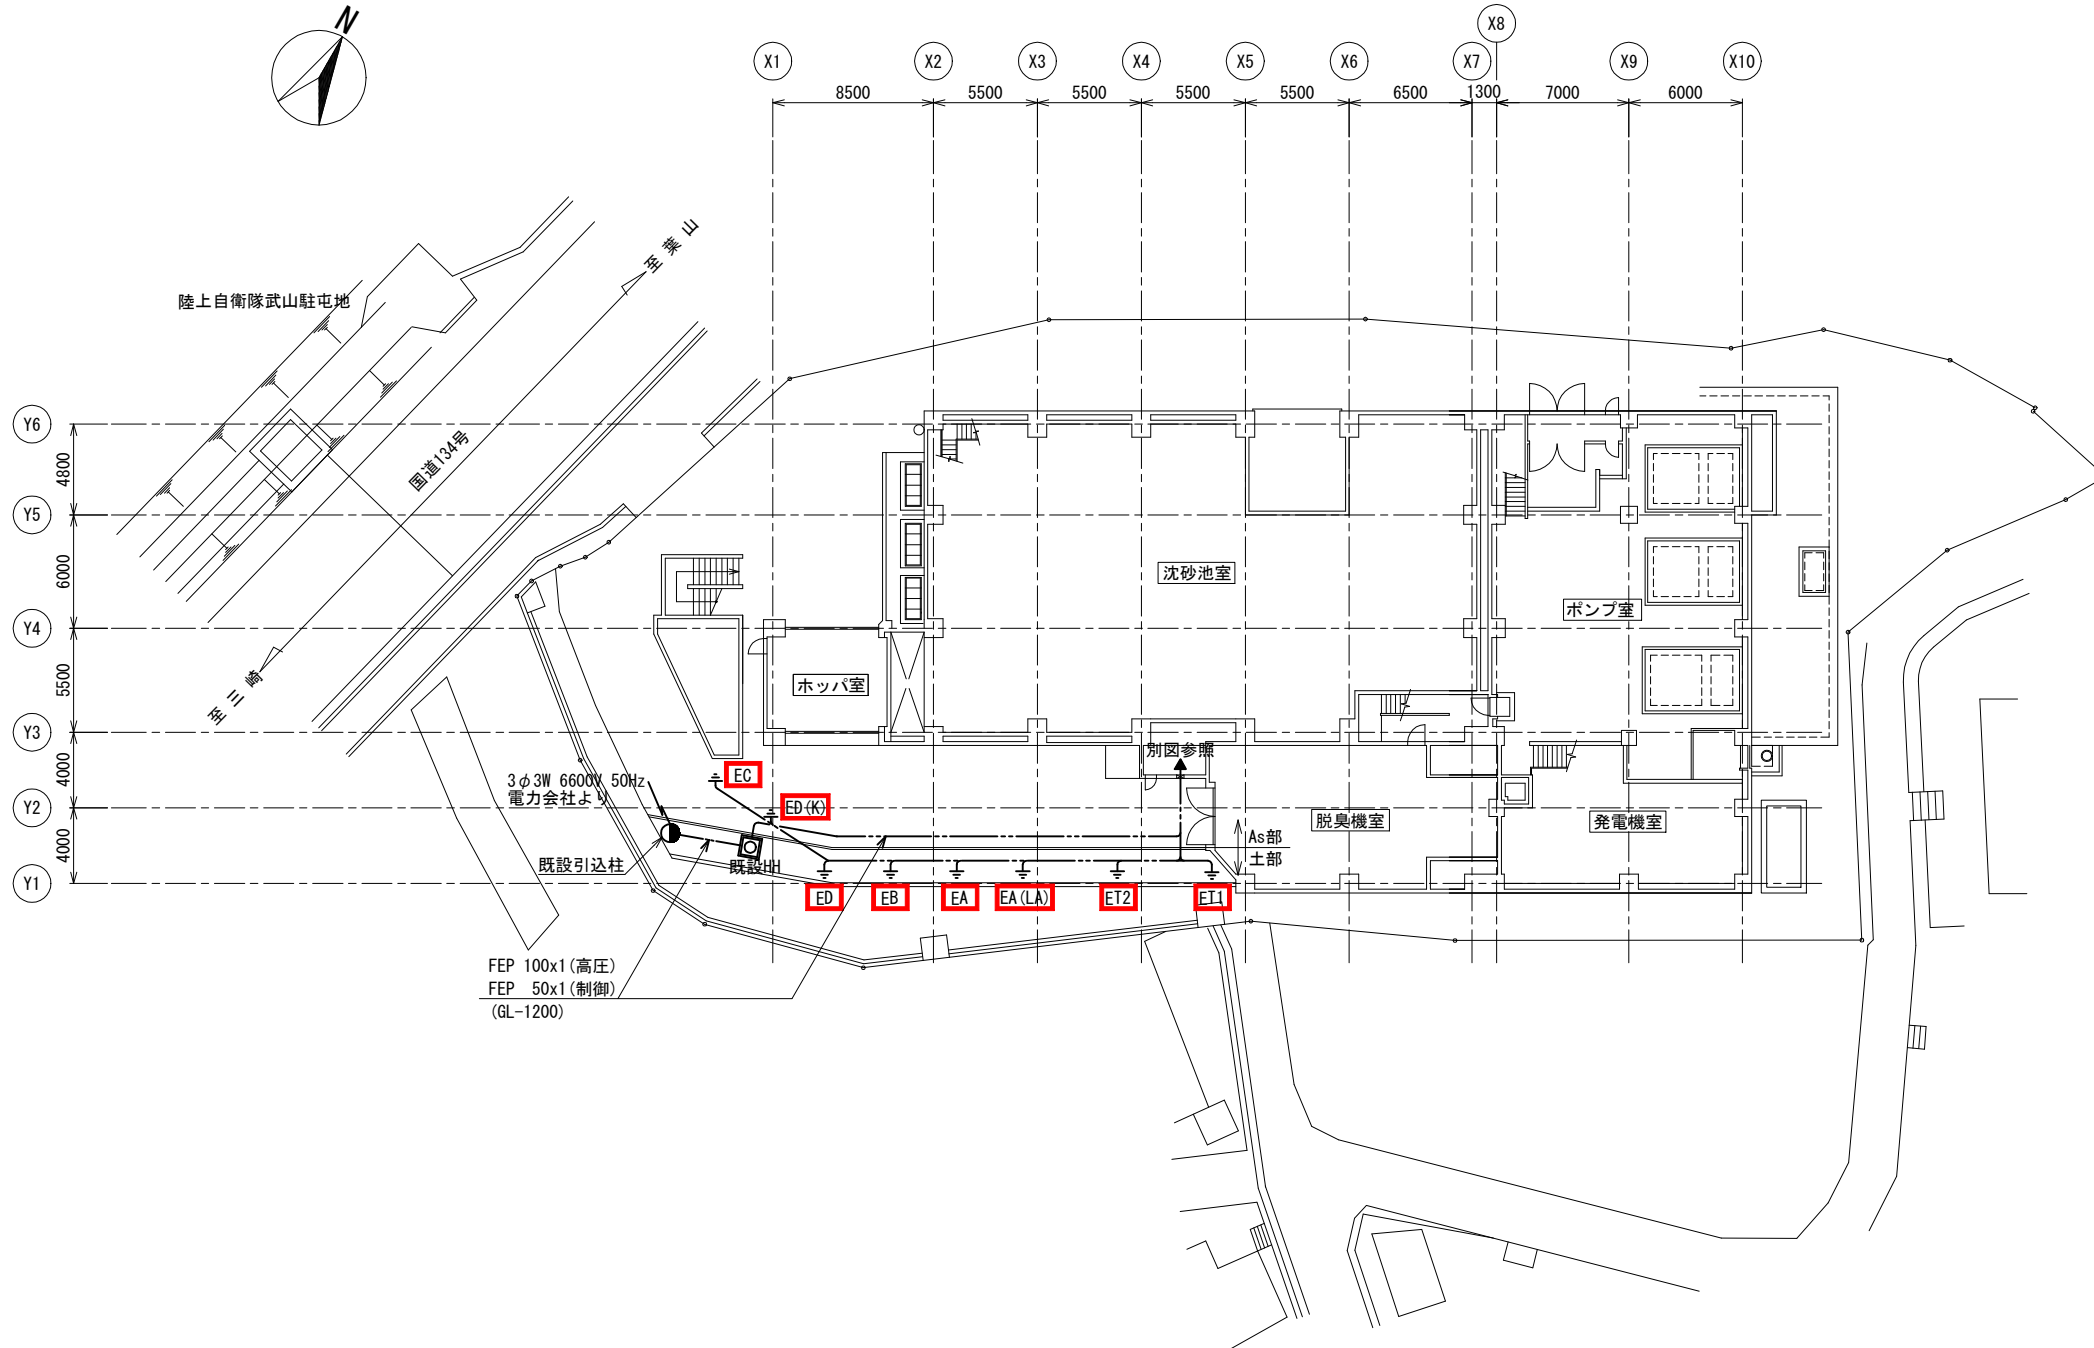 N
X8
X1
X2
X3
X4
X5
X6
X7
X9
X10
8500
5500
5500
5500
5500
6500
1300
7000
6000
至 葉 山
陸上自衛隊武山駐屯地
国道134号
至 三 崎
Y6
4800
Y5
6000
Y4
5500
Y3
4000
Y2
4000
Y1
沈砂池室
ポンプ室
ホッパ室
別図参照
EC
3φ3W 6600V 50Hz
電力会社より
ED(K)
脱臭機室
発電機室
As部
土部
既設引込柱
既設HH
ED
EB
EA
EA(LA)
ET2
ET1
FEP 100x1(高圧)
FEP 50x1(制御)
(GL-1200)